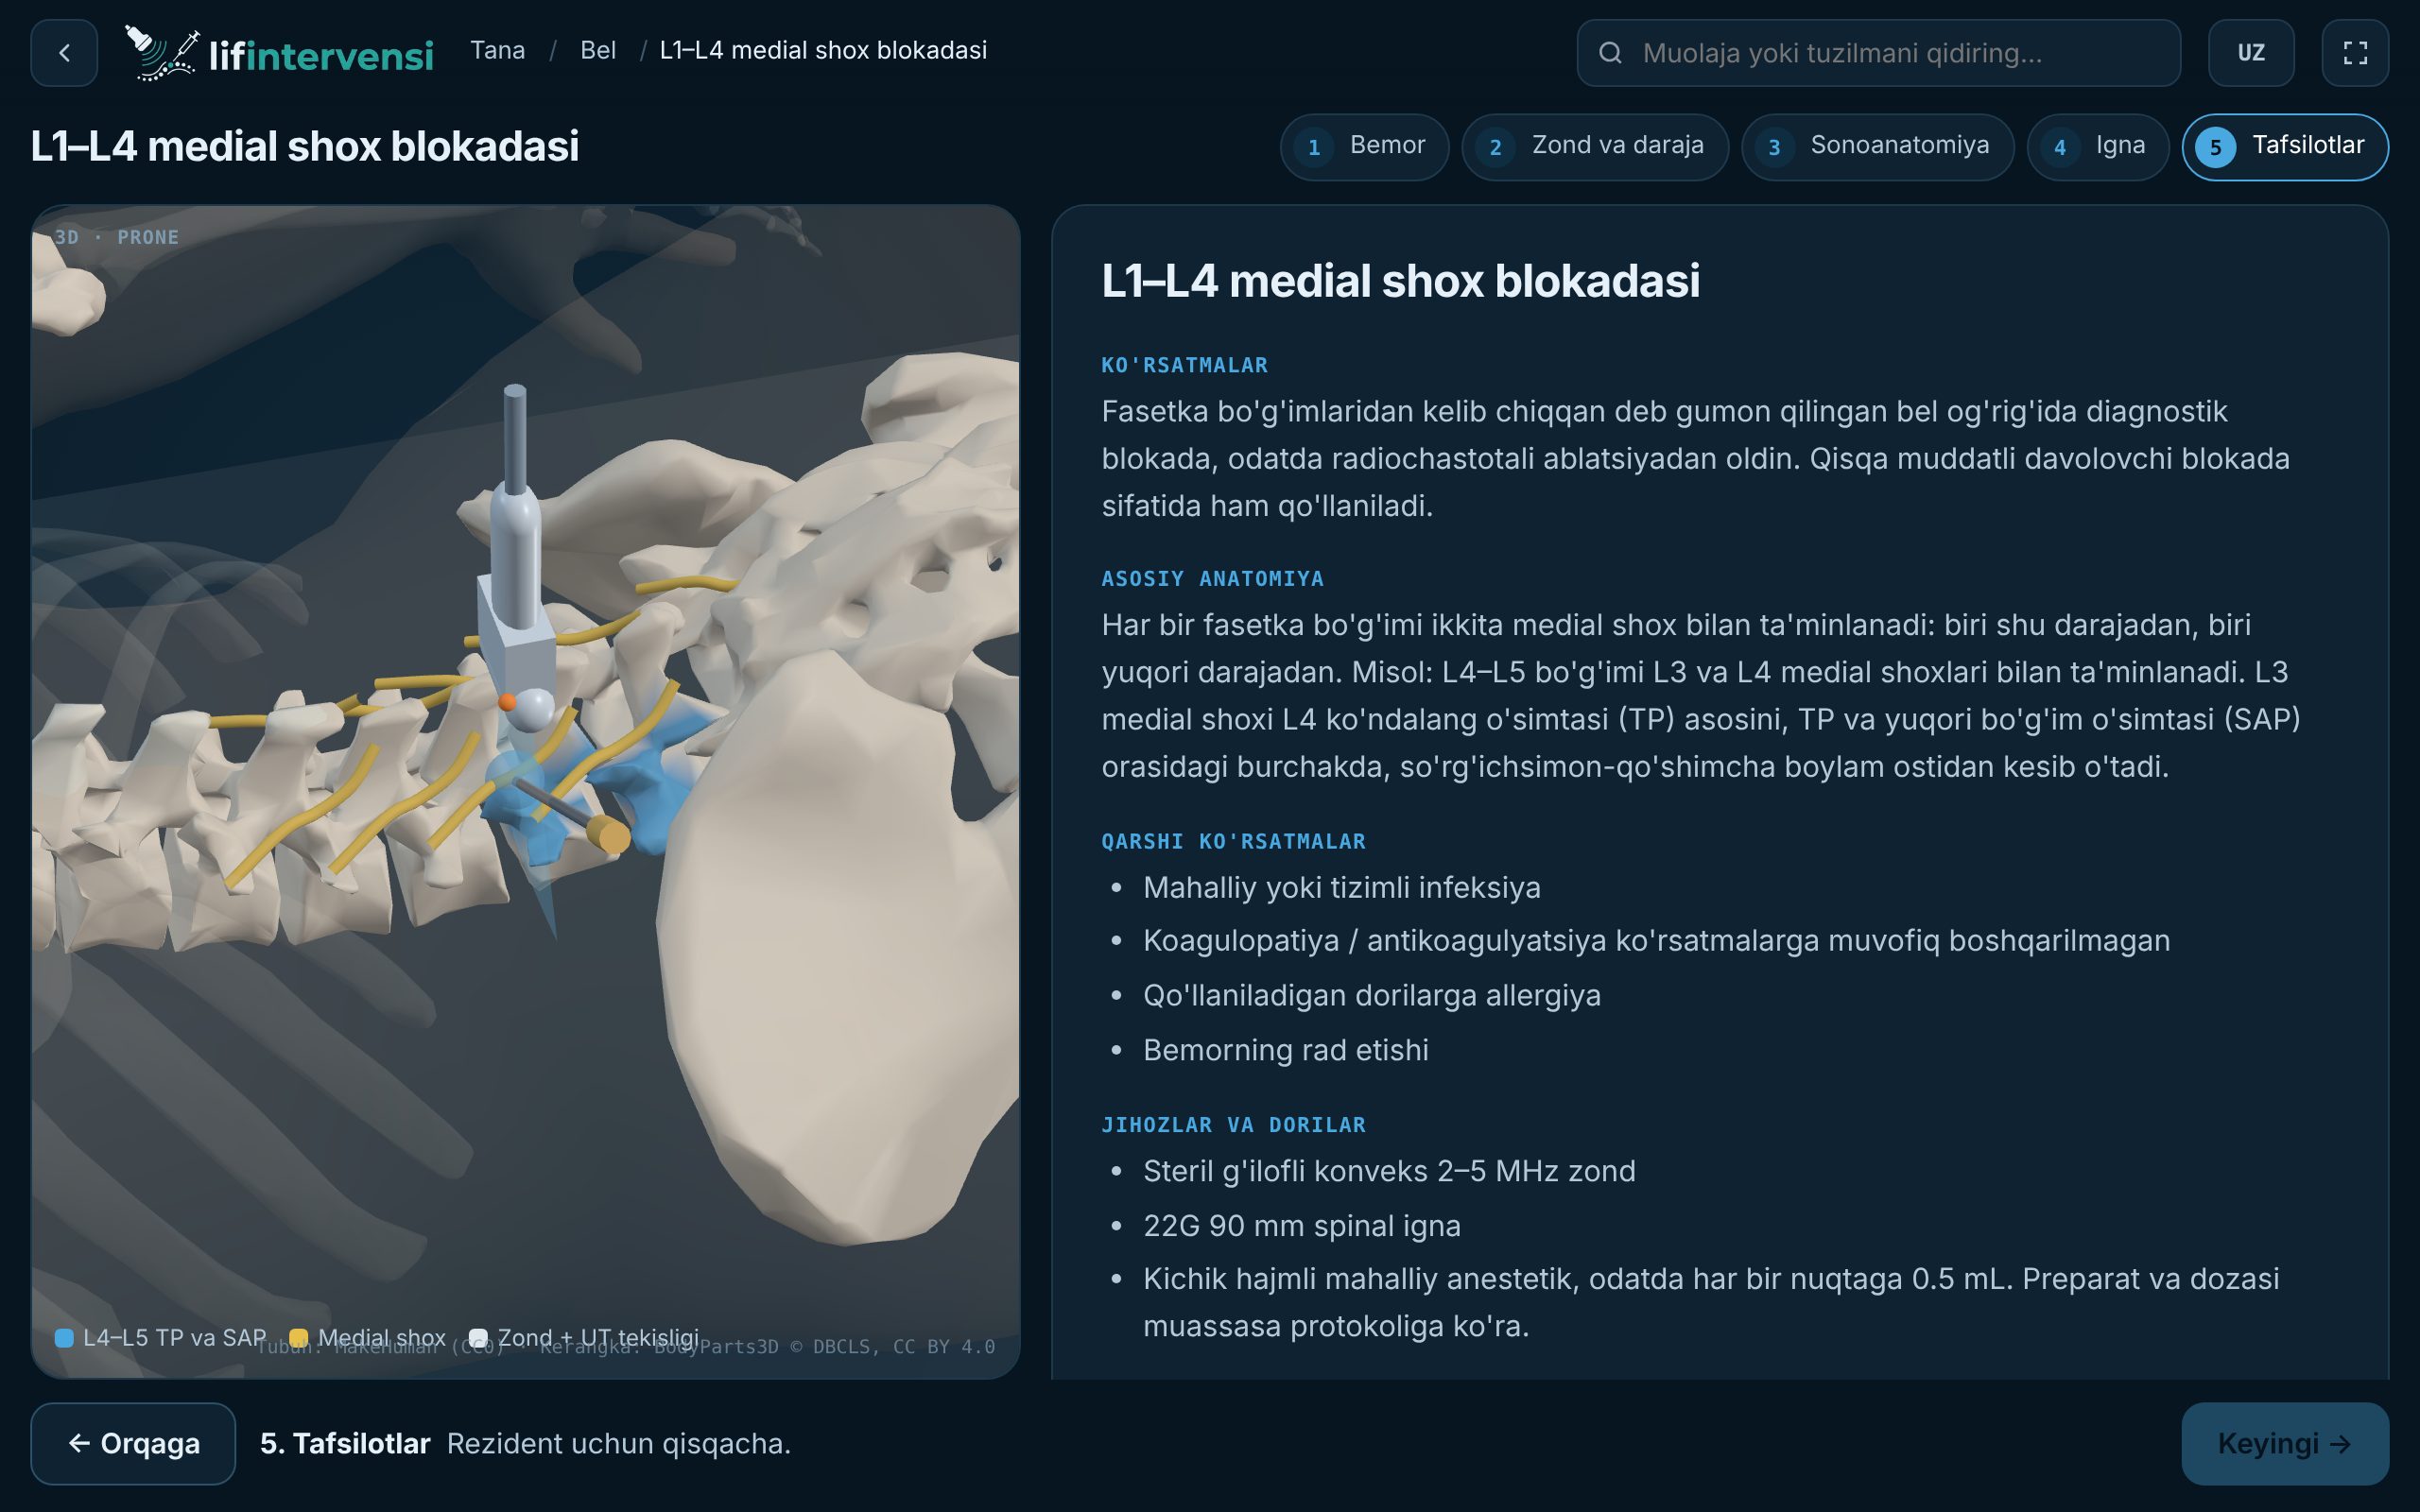 lifintervensi
Tana / Bel / L1–L4 medial shox blokadasi
Muolaja yoki tuzilmani qidiring...
UZ
L1–L4 medial shox blokadasi
1 Bemor
2 Zond va daraja
3 Sonoanatomiya
4 Igna
5 Tafsilotlar
3D · PRONE
L4–L5 TP va SAP
Medial shox
Zond + UT tekisligi
Tubuh: MakeHuman (CC0) · Kerangka: BodyParts3D © DBCLS, CC BY 4.0
L1–L4 medial shox blokadasi
KO'RSATMALAR
Fasetka bo'g'imlaridan kelib chiqqan deb gumon qilingan bel og'rig'ida diagnostik
blokada, odatda radiochastotali ablatsiyadan oldin. Qisqa muddatli davolovchi blokada
sifatida ham qo'llaniladi.
ASOSIY ANATOMIYA
Har bir fasetka bo'g'imi ikkita medial shox bilan ta'minlanadi: biri shu darajadan, biri
yuqori darajadan. Misol: L4–L5 bo'g'imi L3 va L4 medial shoxlari bilan ta'minlanadi. L3
medial shoxi L4 ko'ndalang o'simtasi (TP) asosini, TP va yuqori bo'g'im o'simtasi (SAP)
orasidagi burchakda, so'rg'ichsimon-qo'shimcha boylam ostidan kesib o'tadi.
QARSHI KO'RSATMALAR
• Mahalliy yoki tizimli infeksiya
• Koagulopatiya / antikoagulyatsiya ko'rsatmalarga muvofiq boshqarilmagan
• Qo'llaniladigan dorilarga allergiya
• Bemorning rad etishi
JIHOZLAR VA DORILAR
• Steril g'ilofli konveks 2–5 MHz zond
• 22G 90 mm spinal igna
• Kichik hajmli mahalliy anestetik, odatda har bir nuqtaga 0.5 mL. Preparat va dozasi
muassasa protokoliga ko'ra.
← Orqaga
5. Tafsilotlar Rezident uchun qisqacha.
Keyingi →